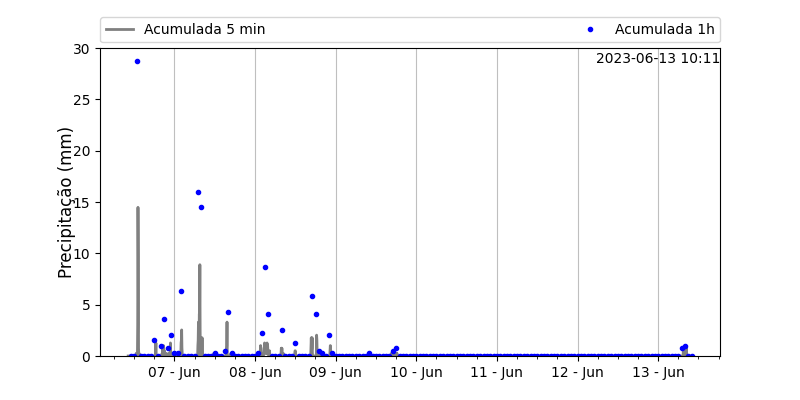 Acumulada 5 min
Acumulada 1h
2023-06-13 10:11
Precipitação (mm)
30
25
20
15
10
5
0
07 - Jun
08 - Jun
09 - Jun
10 - Jun
11 - Jun
12 - Jun
13 - Jun